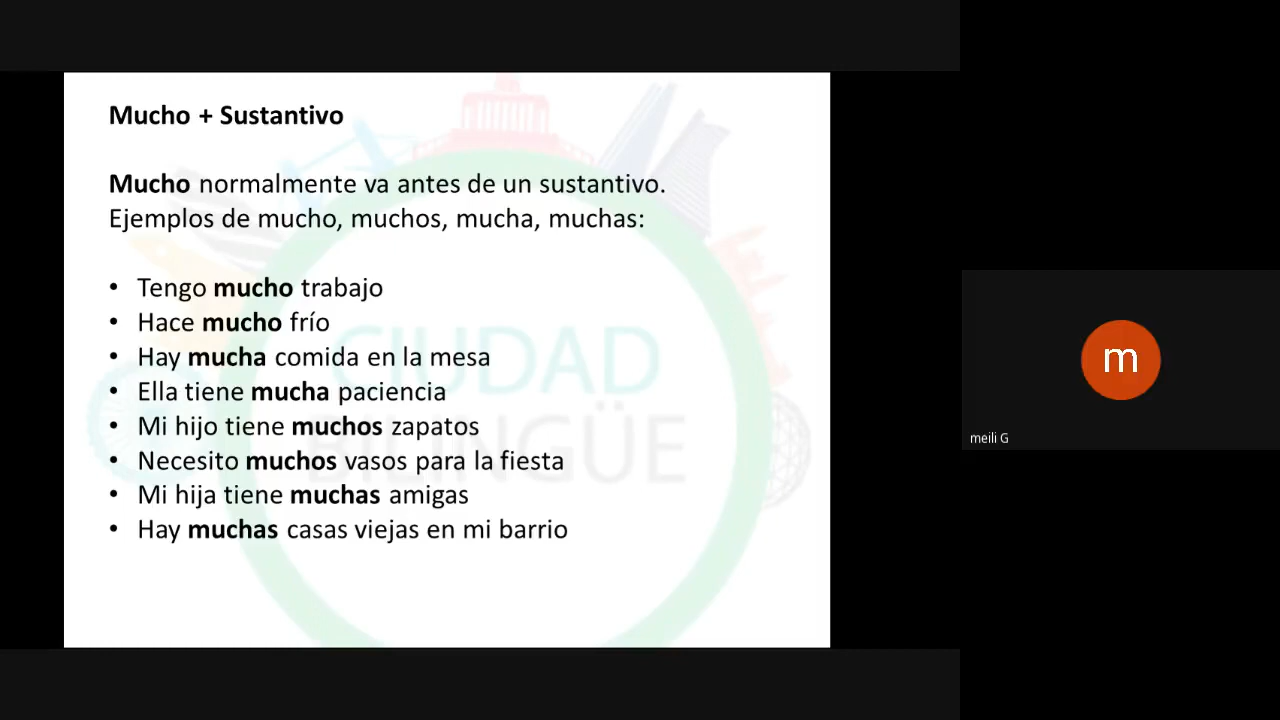 Mucho + Sustantivo
Mucho normalmente va antes de un sustantivo.
Ejemplos de mucho, muchos, mucha, muchas:
• Tengo mucho trabajo
• Hace mucho frío
• Hay mucha comida en la mesa
• Ella tiene mucha paciencia
• Mi hijo tiene muchos zapatos
• Necesito muchos vasos para la fiesta
• Mi hija tiene muchas amigas
• Hay muchas casas viejas en mi barrio
CIUDAD
BILINGÜE
m
meili G